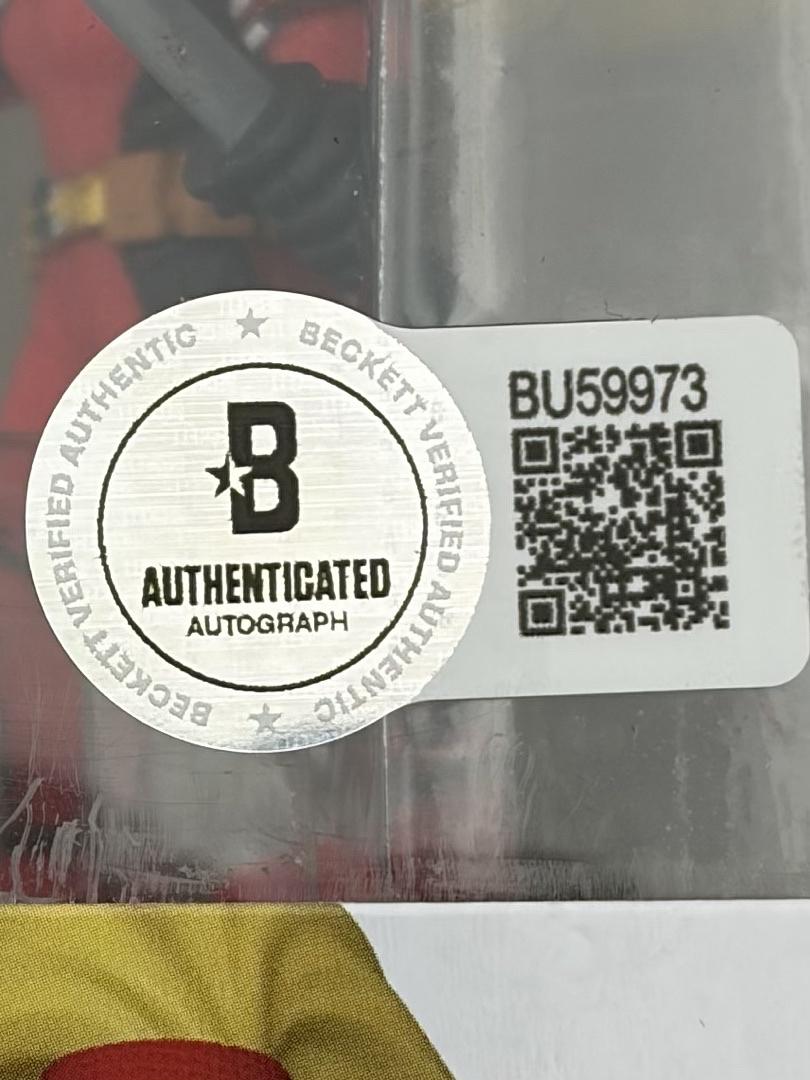 BECKETT VERIFIED AUTHENTIC ★ BECKETT VERIFIED AUTHENTIC ★
B
AUTHENTICATED
AUTOGRAPH
BU59973